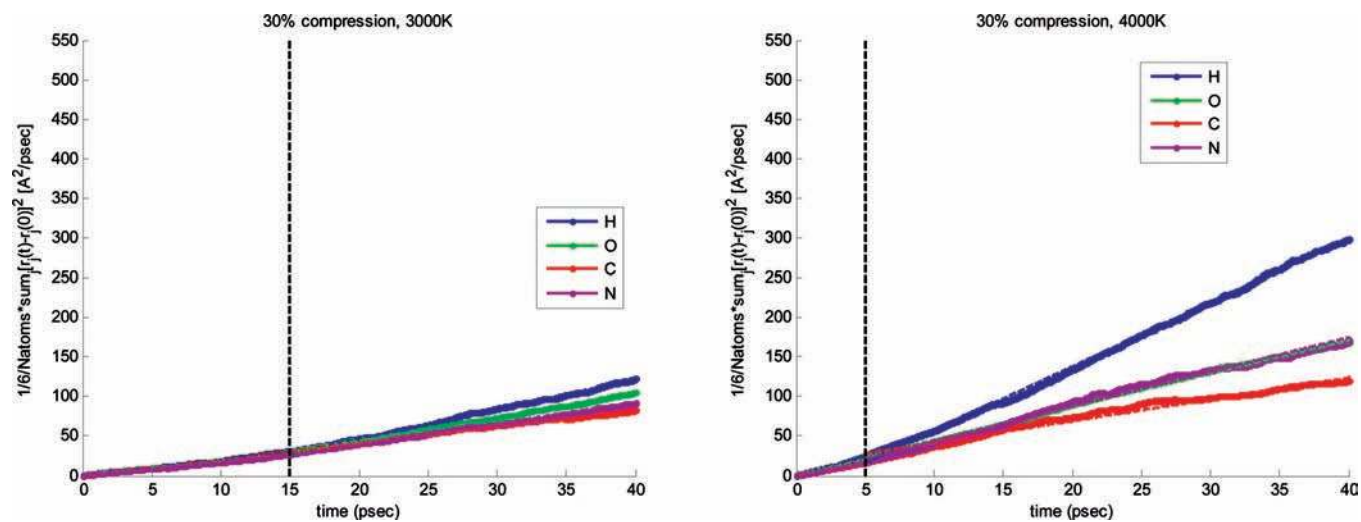 30% compression, 3000K
550
500
450
400
350
300
250
200
150
100
50
0
1/6/Natoms*sum_j[r_j(t)-r_j(0)]^2 [A^2/psec]
H
O
C
N
0 5 10 15 20 25 30 35 40
time (psec)
30% compression, 4000K
550
500
450
400
350
300
250
200
150
100
50
0
1/6/Natoms*sum_j[r_j(t)-r_j(0)]^2 [A^2/psec]
H
O
C
N
0 5 10 15 20 25 30 35 40
time (psec)